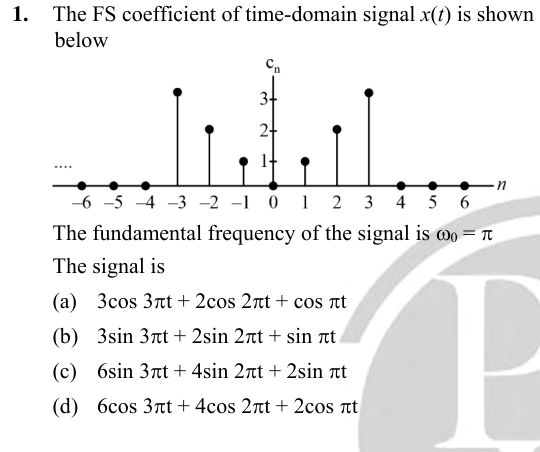 1. The FS coefficient of time-domain signal x(t) is shown
below
cₙ
3
2
....
1
n
–6 –5 –4 –3 –2 –1 0 1 2 3 4 5 6
The fundamental frequency of the signal is ω₀ = π
The signal is
(a) 3cos 3πt + 2cos 2πt + cos πt
(b) 3sin 3πt + 2sin 2πt + sin πt
(c) 6sin 3πt + 4sin 2πt + 2sin πt
(d) 6cos 3πt + 4cos 2πt + 2cos πt